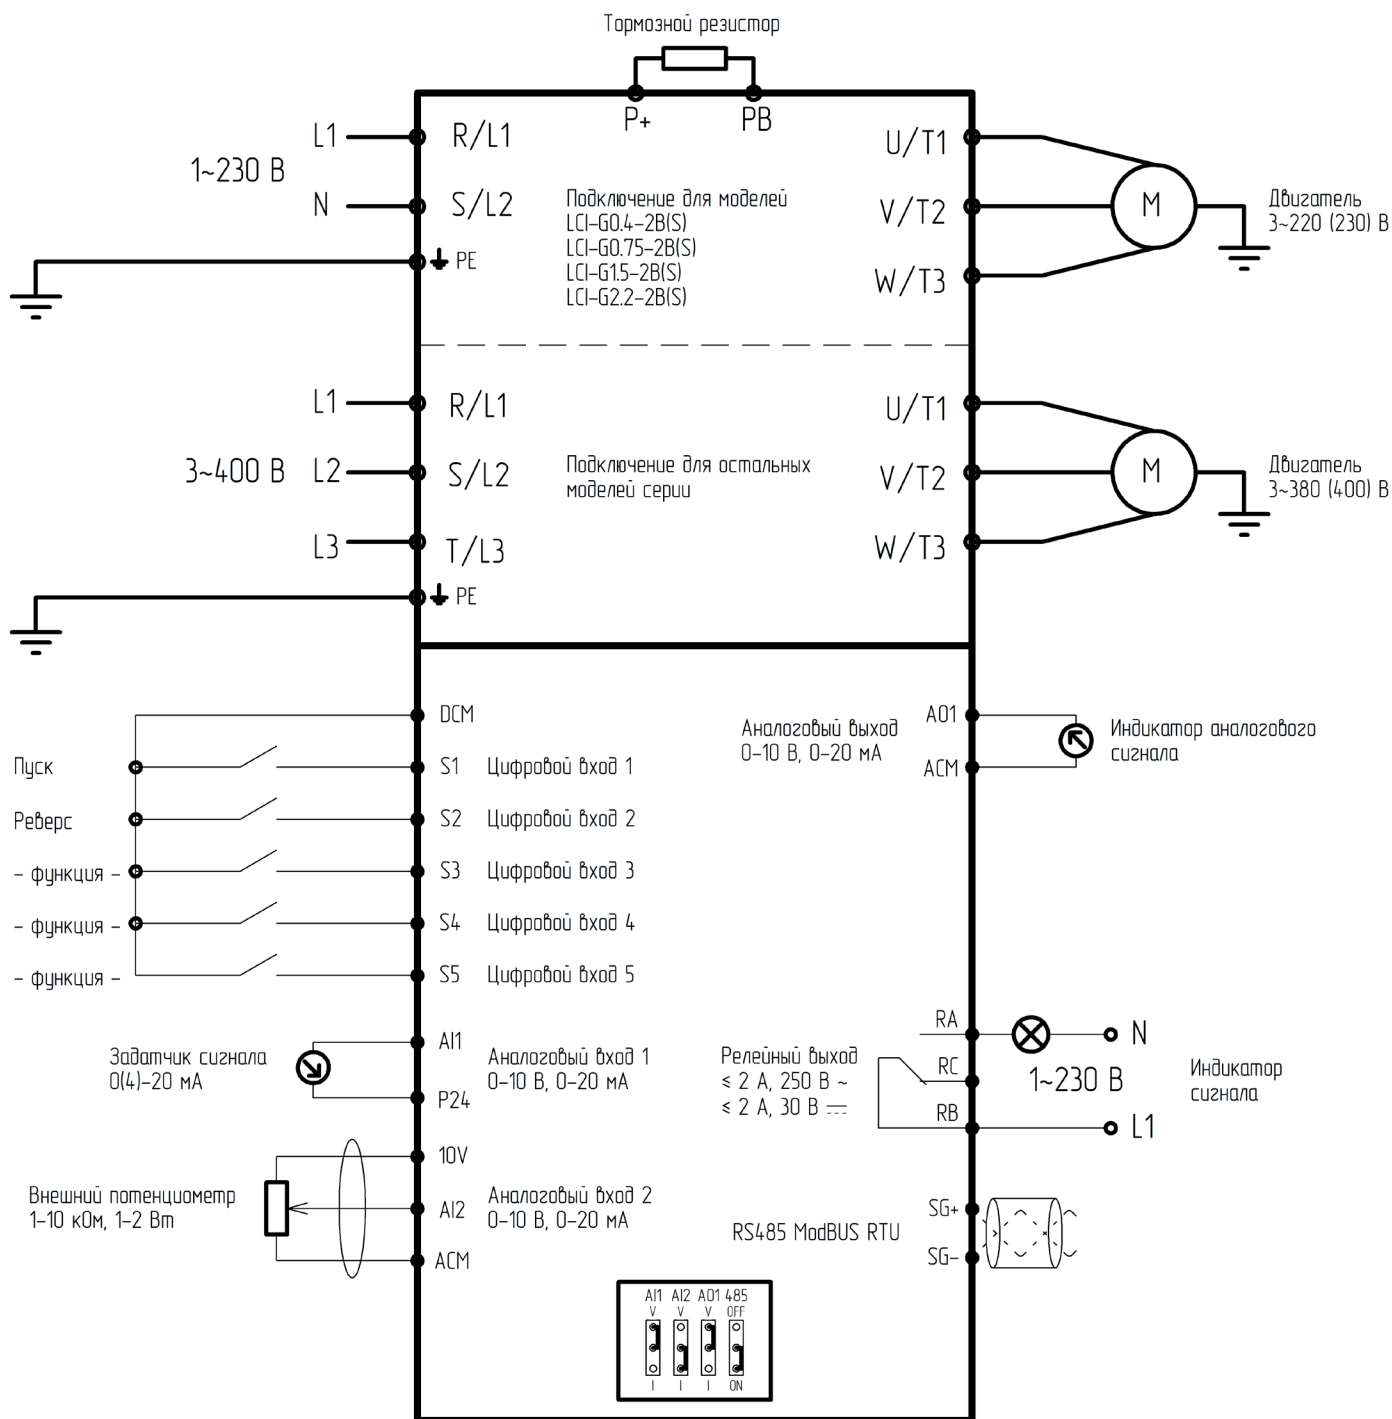 Тормозной резистор
P+
PB
L1
R/L1
U/T1
1~230 В
N
S/L2
V/T2
M
PE
W/T3
Подключение для моделей
LCI-G0.4-2B(S)
LCI-G0.75-2B(S)
LCI-G1.5-2B(S)
LCI-G2.2-2B(S)
Двигатель
3~220 (230) В
L1
R/L1
U/T1
3~400 В
L2
S/L2
V/T2
M
L3
T/L3
W/T3
PE
Подключение для остальных
моделей серии
Двигатель
3~380 (400) В
DCM
Пуск
S1
Цифровой вход 1
Реверс
S2
Цифровой вход 2
- функция -
S3
Цифровой вход 3
- функция -
S4
Цифровой вход 4
- функция -
S5
Цифровой вход 5
Аналоговый выход
0-10 В, 0-20 мА
AO1
ACM
Индикатор аналогового
сигнала
Задатчик сигнала
0(4)-20 мА
AI1
P24
Аналоговый вход 1
0-10 В, 0-20 мА
Релейный выход
≤ 2 А, 250 В ~
≤ 2 А, 30 В ⎓
RA
RC
RB
N
1~230 В
L1
Индикатор
сигнала
Внешний потенциометр
1-10 кОм, 1-2 Вт
10V
AI2
ACM
Аналоговый вход 2
0-10 В, 0-20 мА
RS485 ModBUS RTU
SG+
SG-
AI1 AI2 AO1 485
V V V OFF
I I I ON